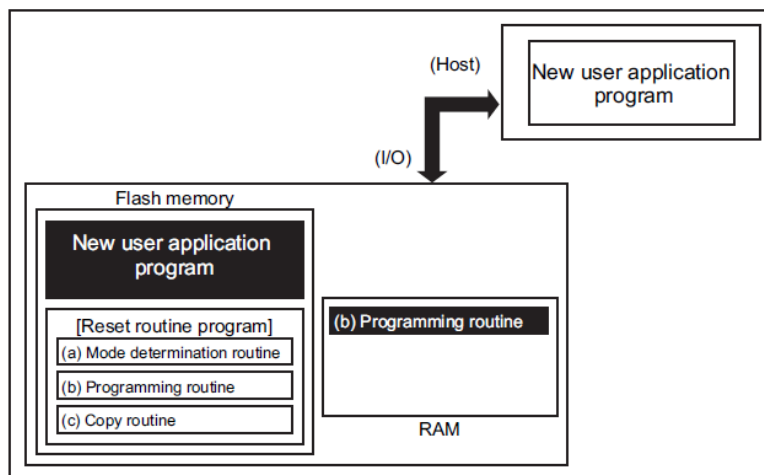 (Host)
New user application
program
(I/O)
Flash memory
New user application
program
[Reset routine program]
(a) Mode determination routine
(b) Programming routine
(c) Copy routine
(b) Programming routine
RAM